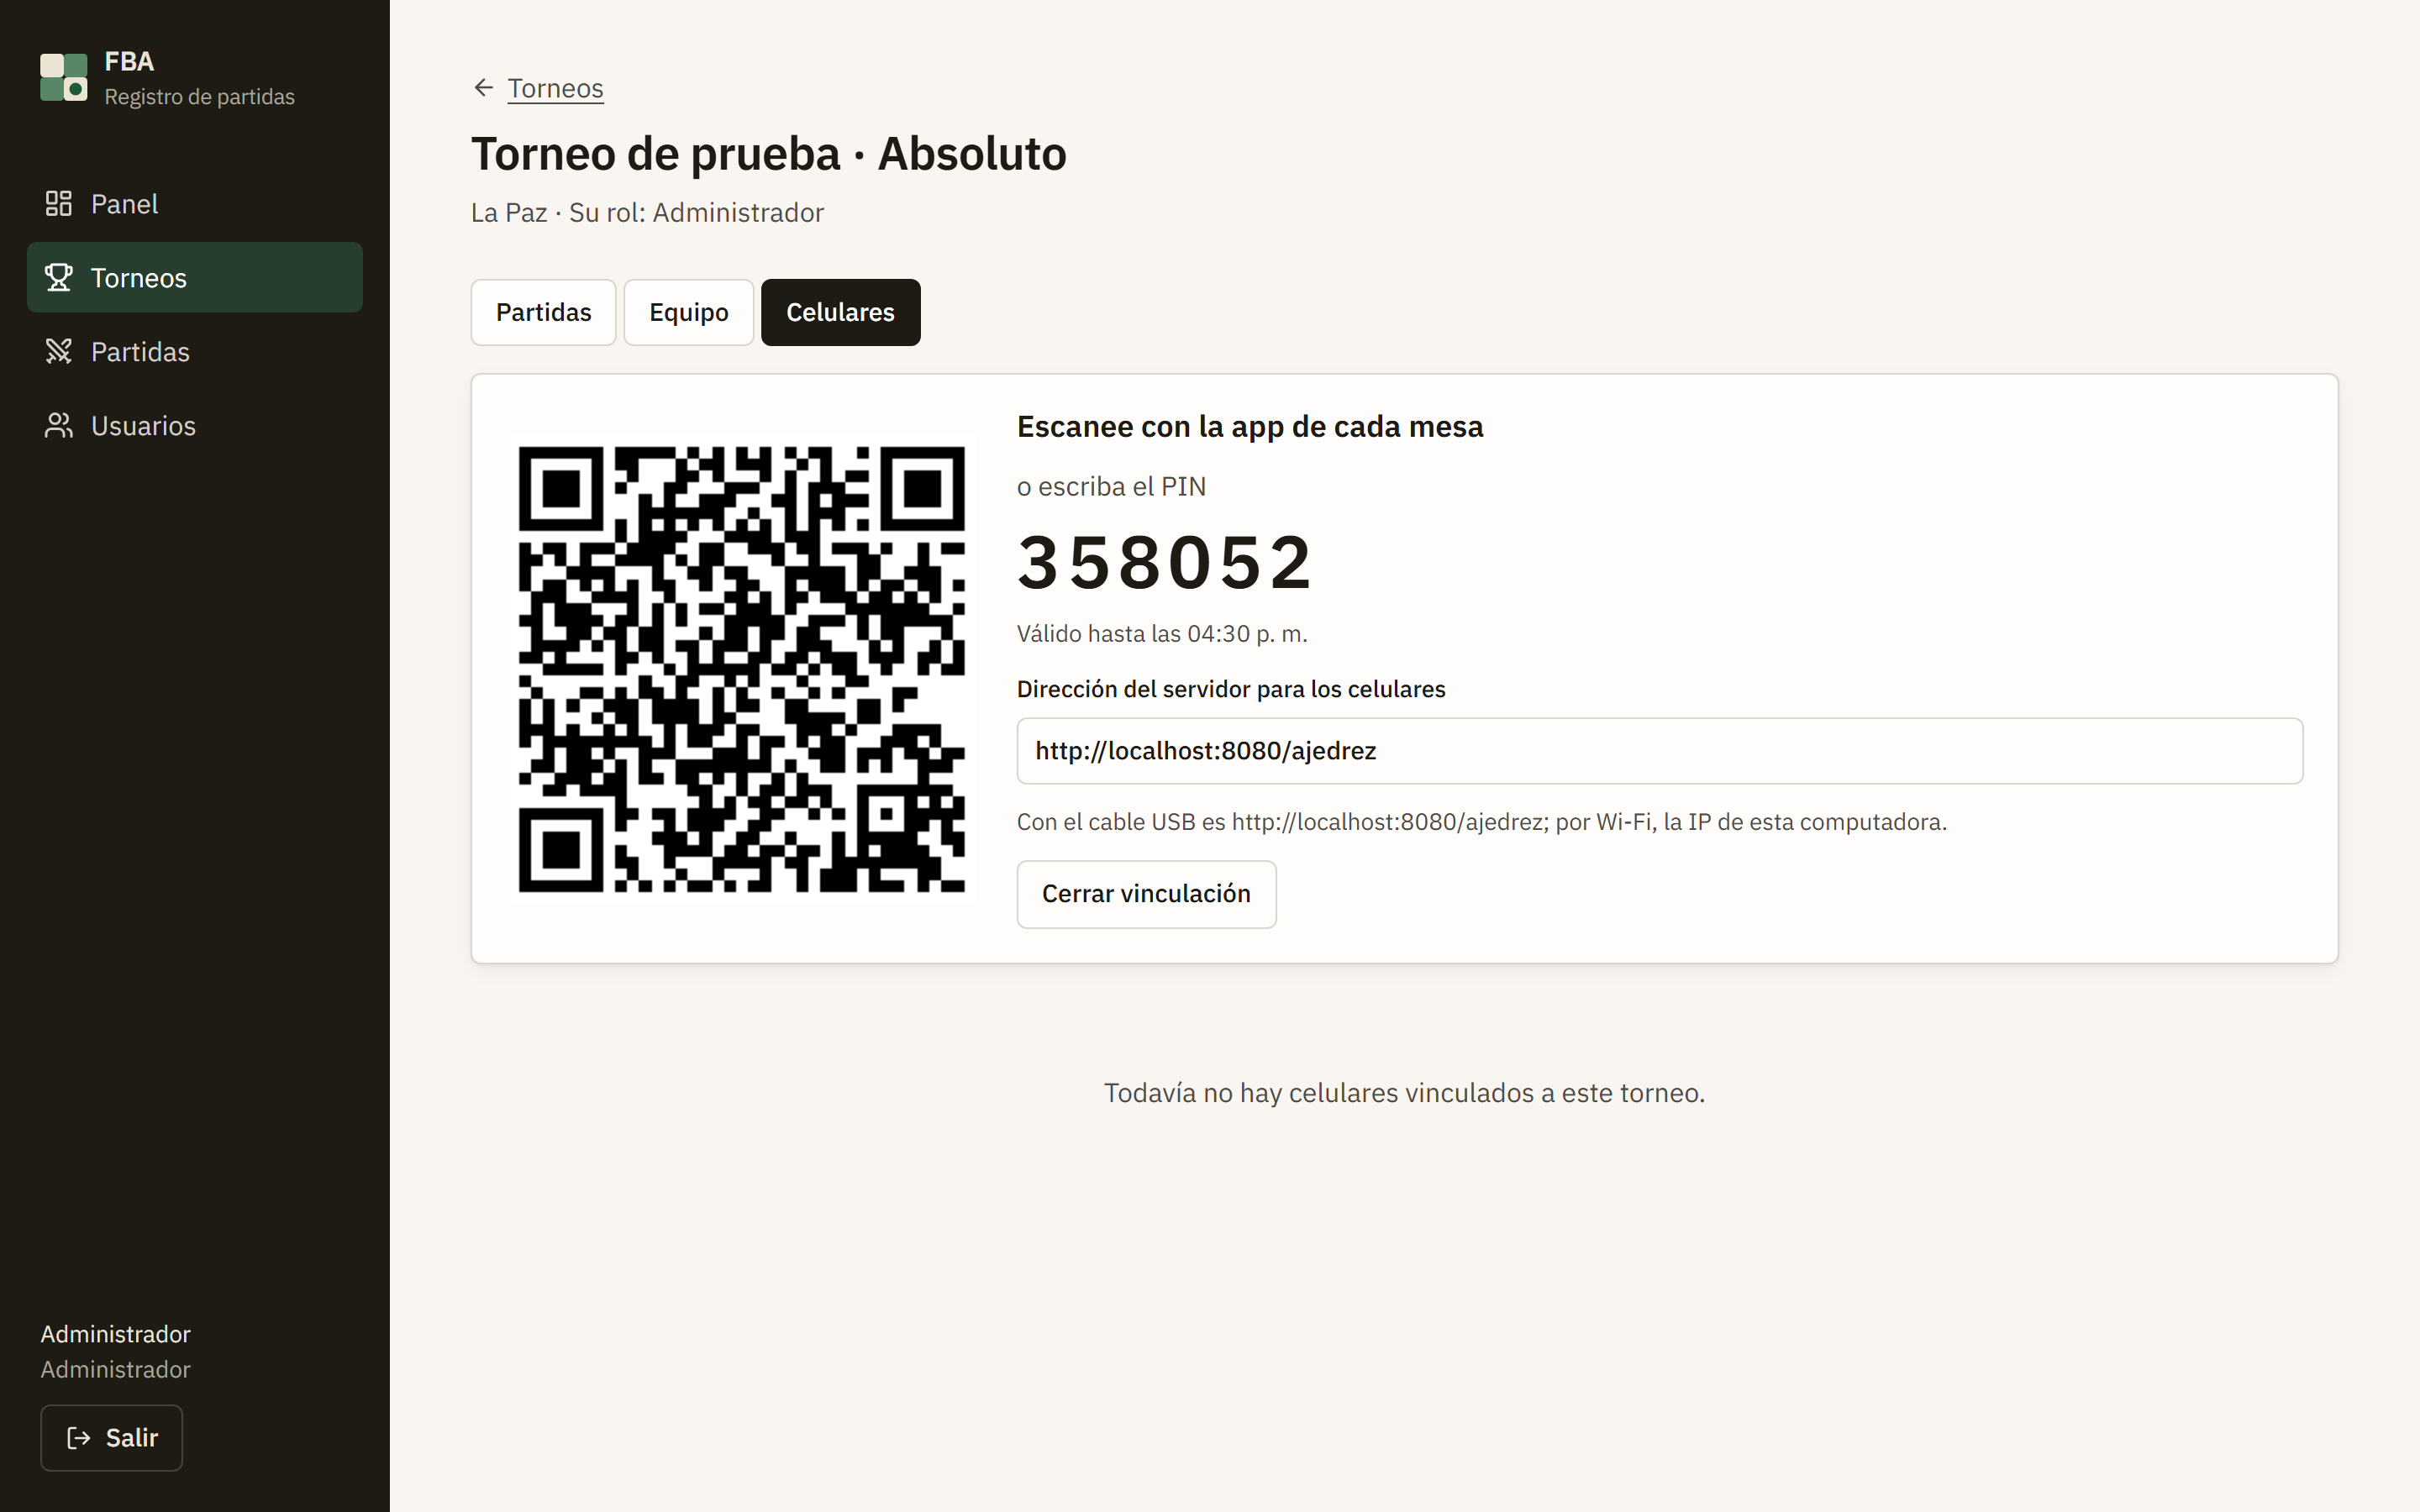 FBA
Registro de partidas
Panel
Torneos
Partidas
Usuarios
Administrador
Administrador
Salir
← Torneos
Torneo de prueba · Absoluto
La Paz · Su rol: Administrador
Partidas
Equipo
Celulares
Escanee con la app de cada mesa
o escriba el PIN
358052
Válido hasta las 04:30 p. m.
Dirección del servidor para los celulares
http://localhost:8080/ajedrez
Con el cable USB es http://localhost:8080/ajedrez; por Wi-Fi, la IP de esta computadora.
Cerrar vinculación
Todavía no hay celulares vinculados a este torneo.